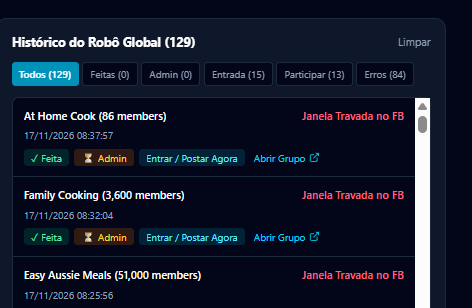 Histórico do Robô Global (129)
Limpar
Todos (129) Feitas (0) Admin (0) Entrada (15) Participar (13) Erros (84)
At Home Cook (86 members) Janela Travada no FB
17/11/2026 08:37:57
✓ Feita ⏳ Admin Entrar / Postar Agora Abrir Grupo
Family Cooking (3,600 members) Janela Travada no FB
17/11/2026 08:32:04
✓ Feita ⏳ Admin Entrar / Postar Agora Abrir Grupo
Easy Aussie Meals (51,000 members) Janela Travada no FB
17/11/2026 08:25:56